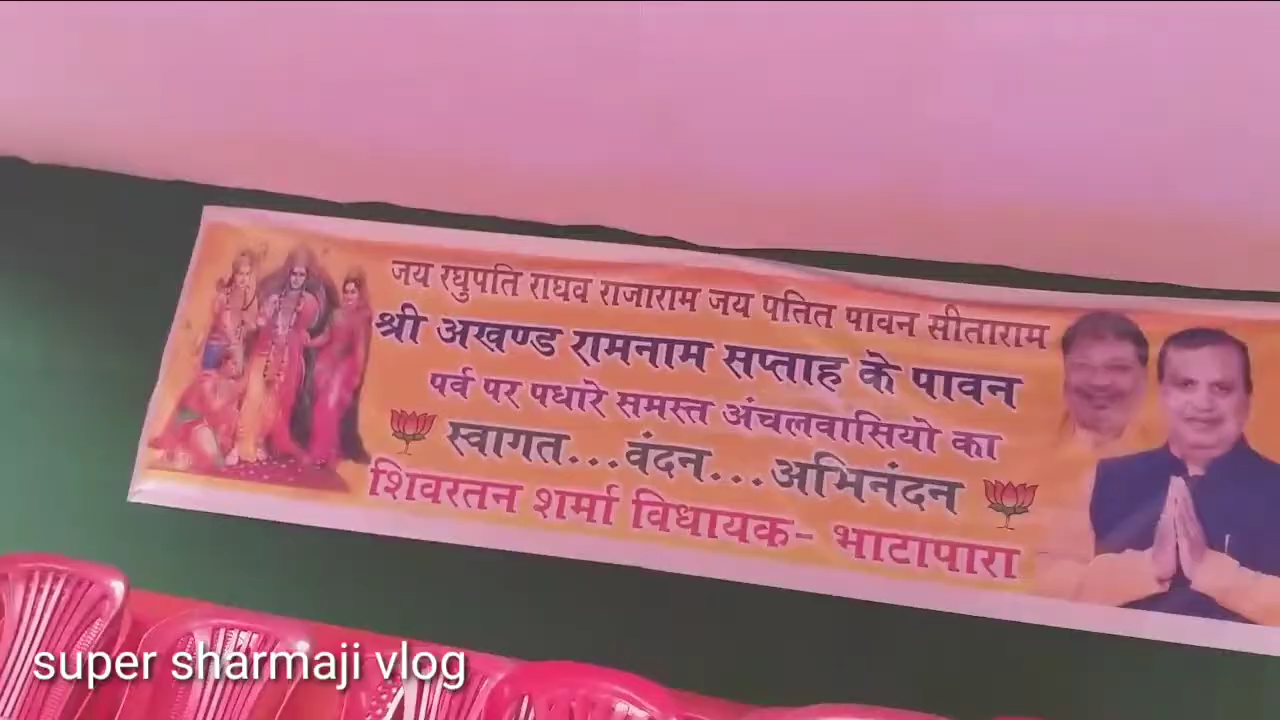 जय रघुपति राघव राजाराम जय पतित पावन सीताराम
श्री अखण्ड रामनाम सप्ताह के पावन
पर्व पर पधारे समस्त अंचलवासियो का
स्वागत...वंदन...अभिनंदन
शिवरतन शर्मा विधायक- भाटापारा
super sharmaji vlog